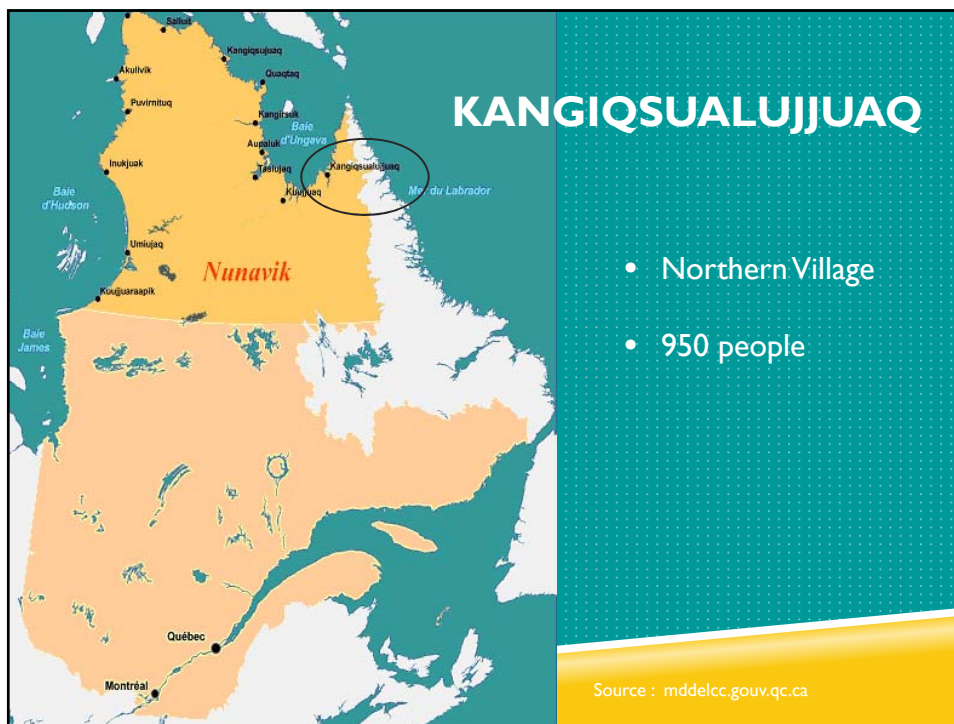 KANGIQSUALUJJUAQ
• Northern Village
• 950 people
Source : mddelcc.gouv.qc.ca
Salluit
Kangiqsujuaq
Akulivik
Quaqtaq
Puvirnituq
Kangirsuk
Baie
d'Ungava
Aupaluk
Inukjuak
Tasiujaq
Kangiqsualujjuaq
Kuujjuaq
Mer du Labrador
Baie
d'Hudson
Umiujaq
Nunavik
Kuujjuaraapik
Baie
James
Québec
Montréal